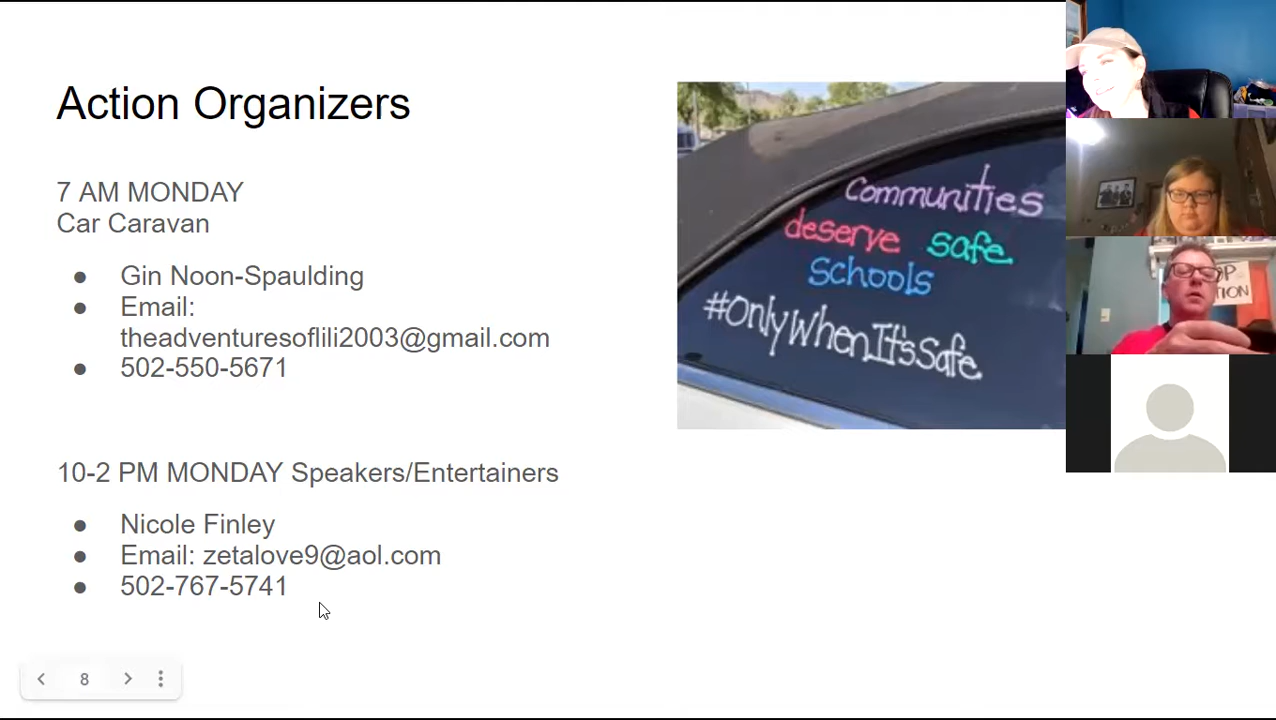 Action Organizers
7 AM MONDAY
Car Caravan
● Gin Noon-Spaulding
● Email:
theadventuresoflili2003@gmail.com
● 502-550-5671
10-2 PM MONDAY Speakers/Entertainers
● Nicole Finley
● Email: zetalove9@aol.com
● 502-767-5741
8
Communities
deserve safe
Schools
#OnlyWhenIt'sSafe